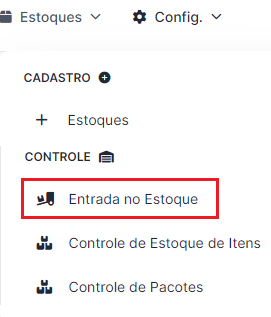 Estoques Config.
CADASTRO
Estoques
CONTROLE
Entrada no Estoque
Controle de Estoque de Itens
Controle de Pacotes